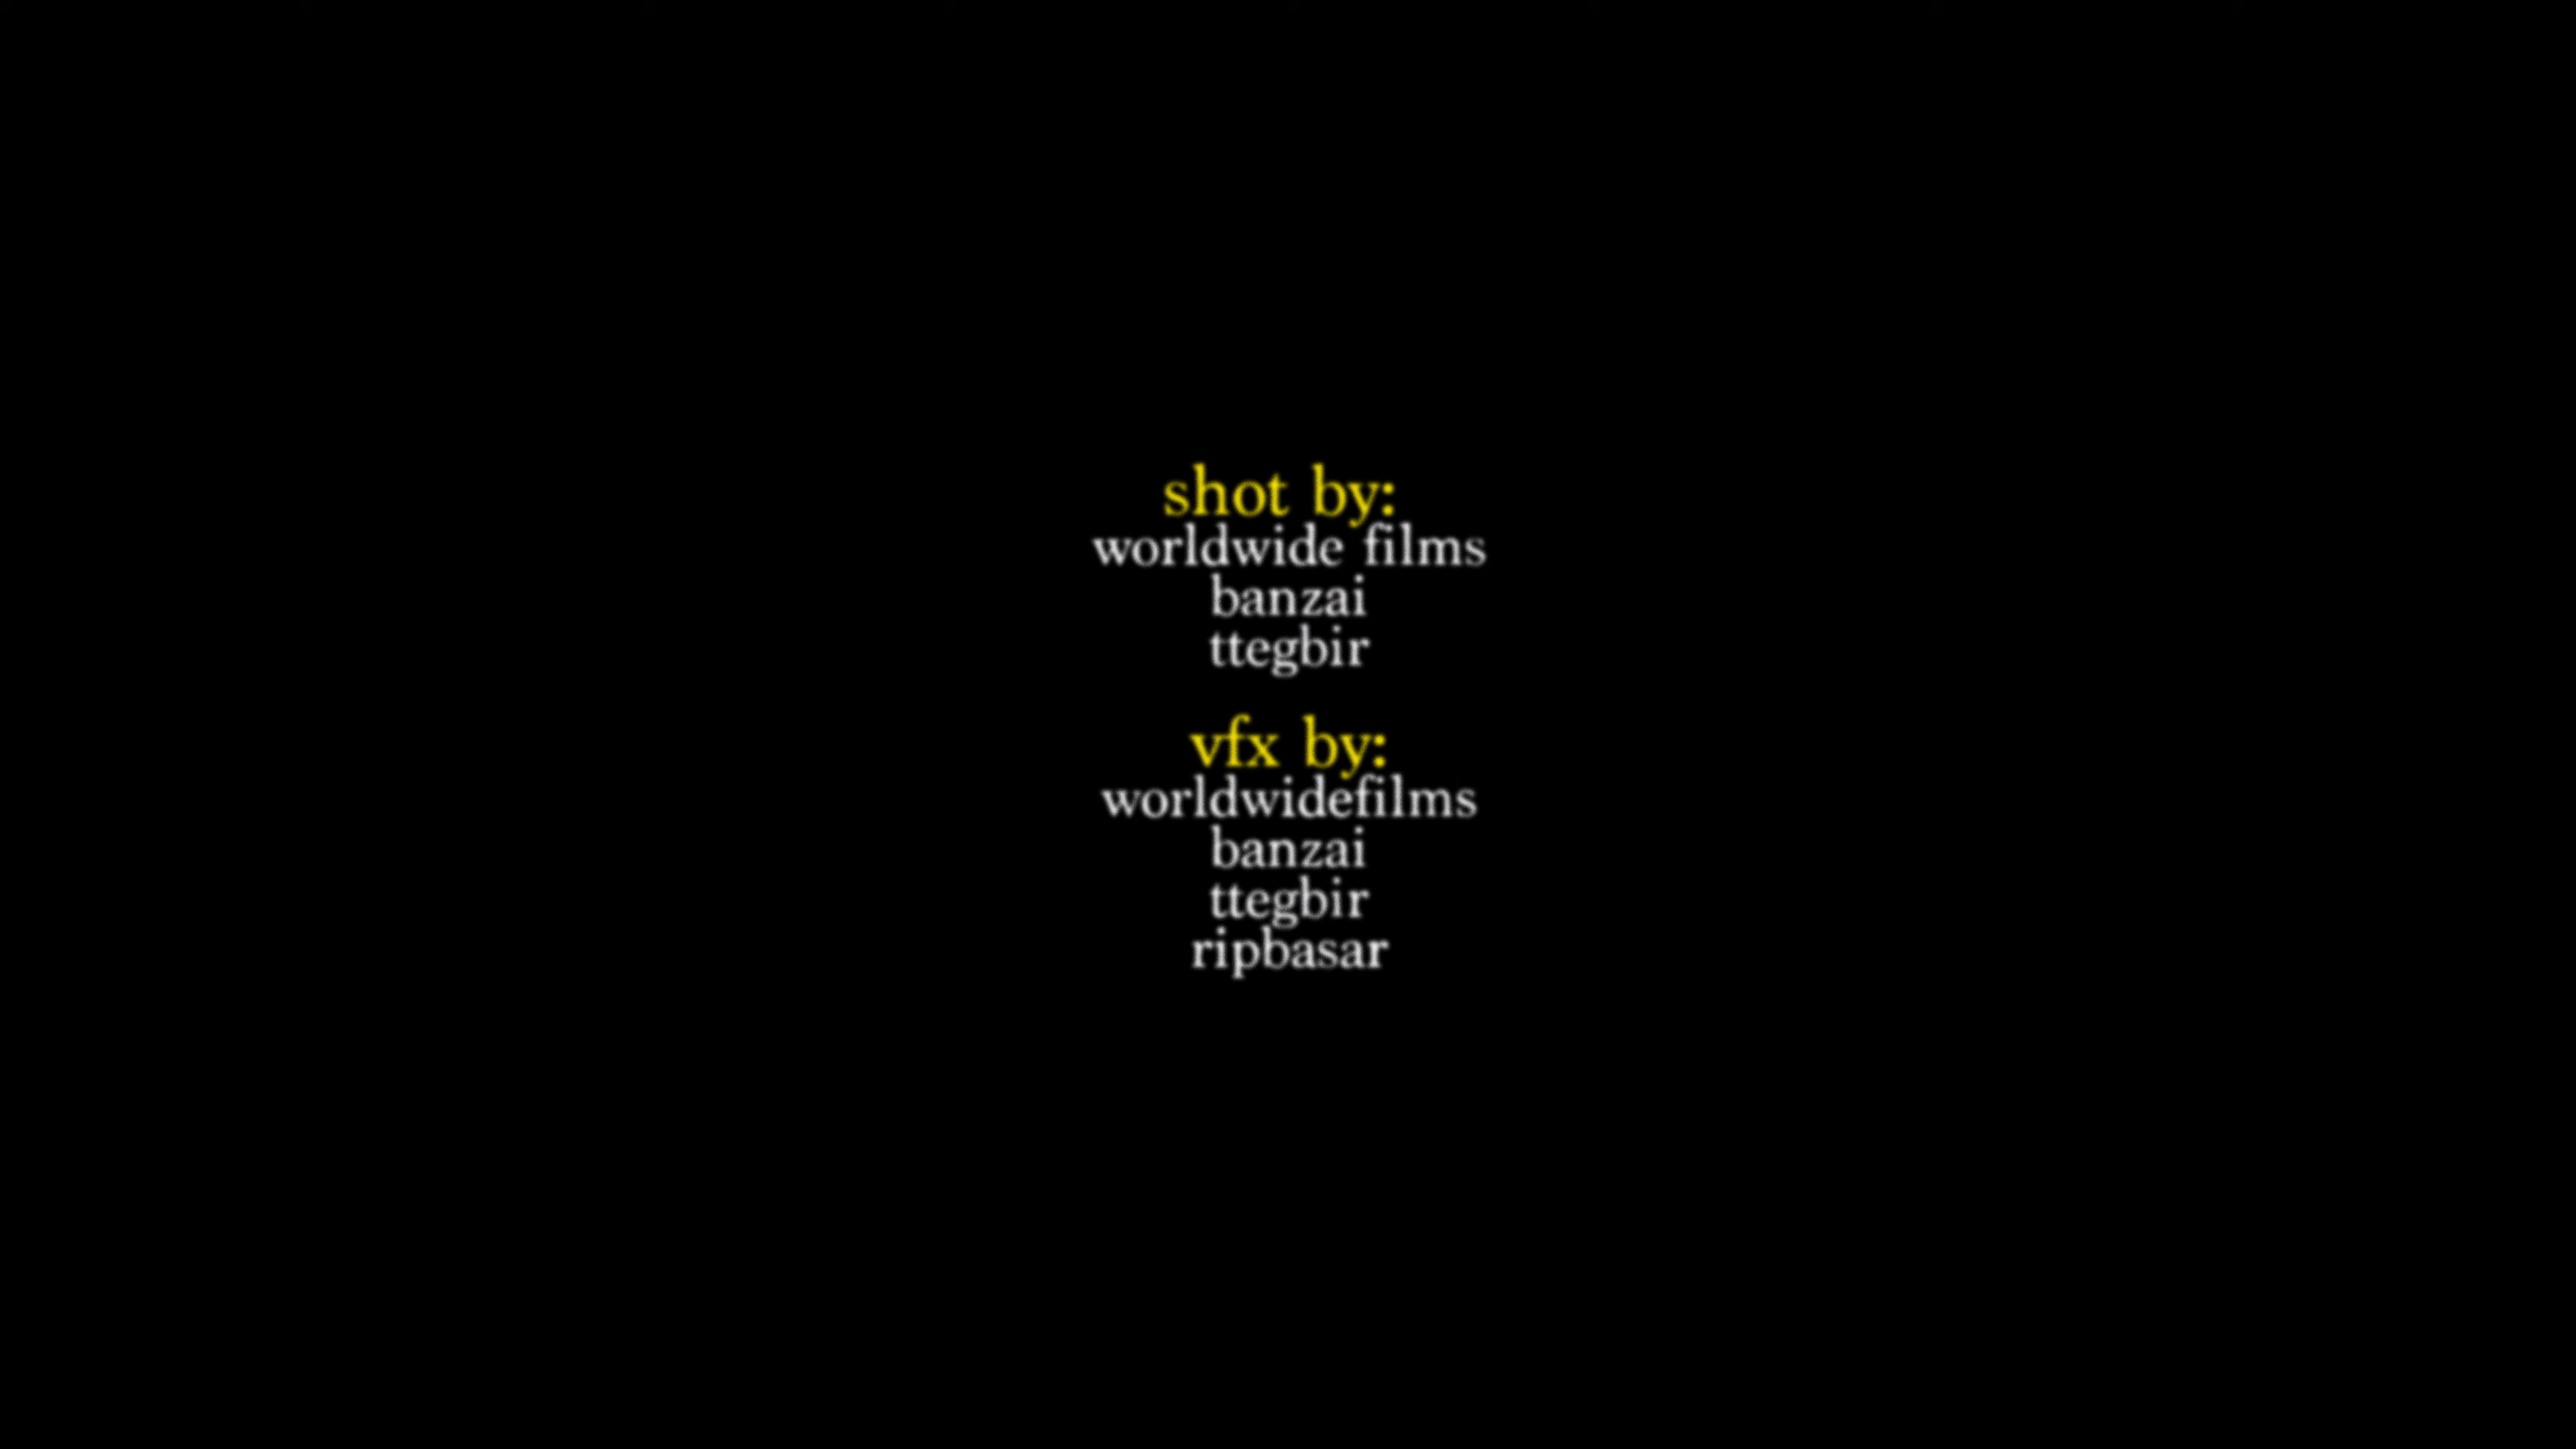 shot by:
worldwide films
banzai
ttegbir
vfx by:
worldwidefilms
banzai
ttegbir
ripbasar